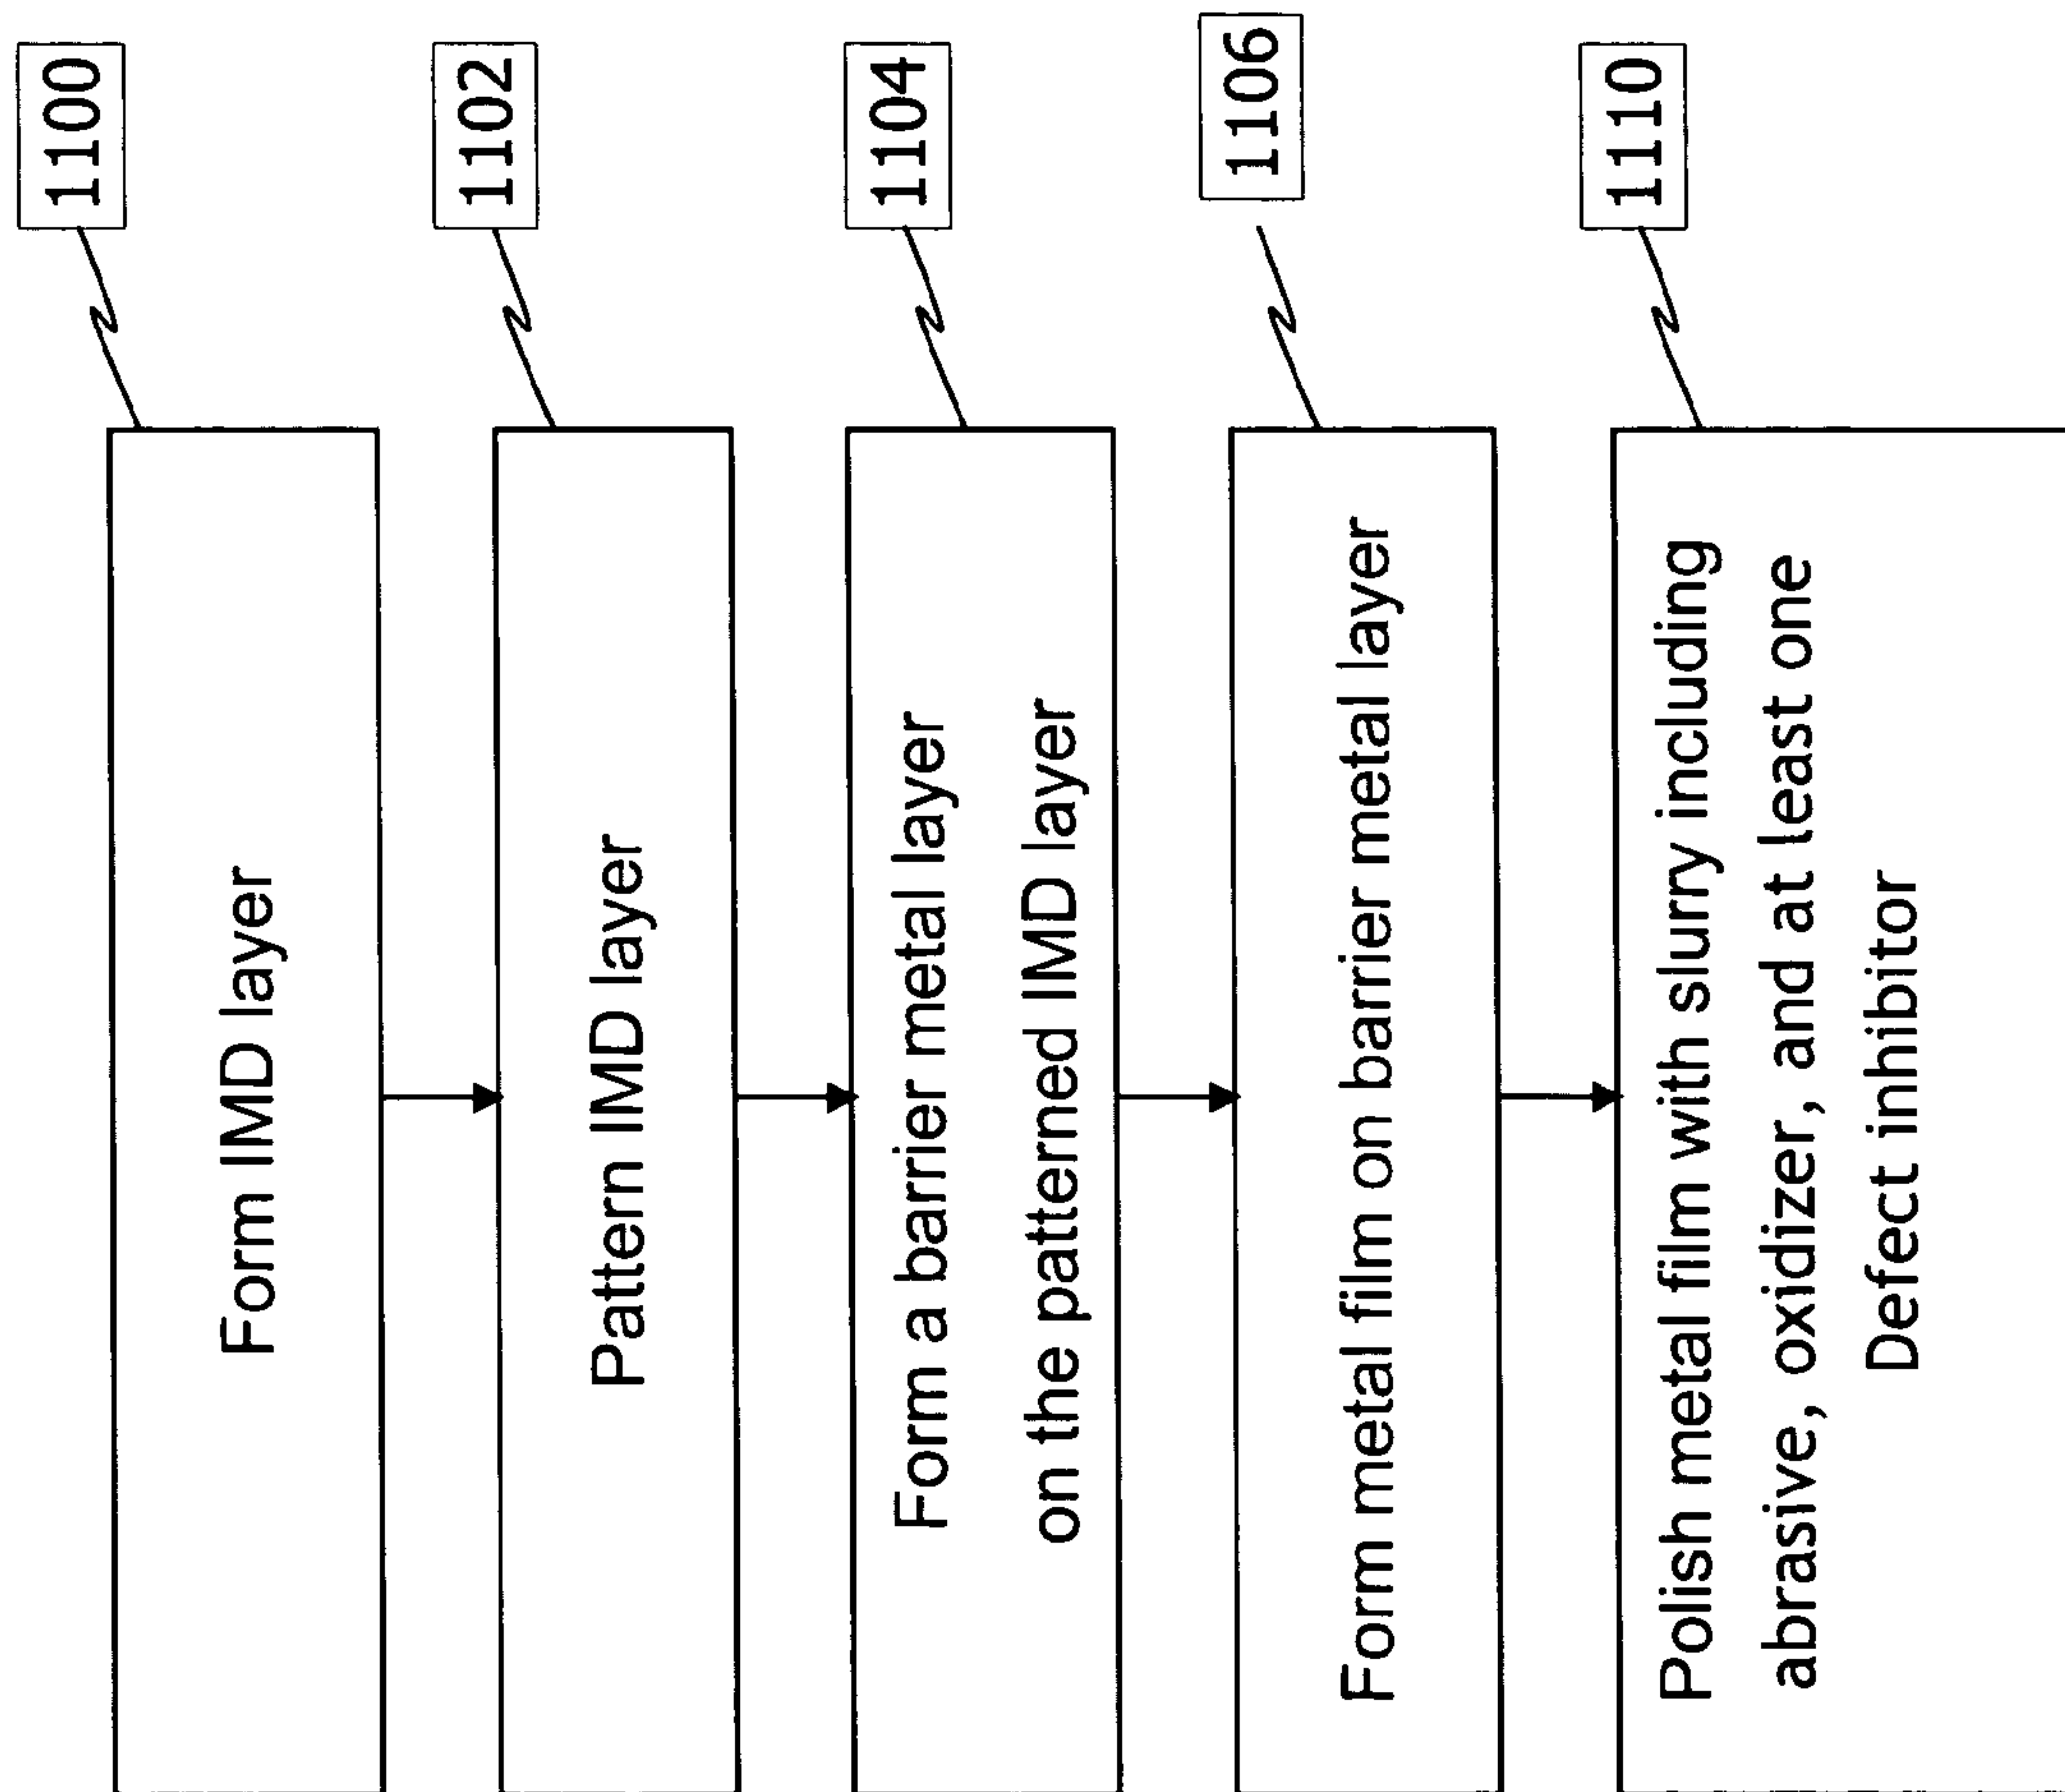 Form IMD layer
1100
Pattern IMD layer
1102
Form a barrier metal layer
on the patterned IMD layer
1104
Form metal film on barrier metal layer
1106
Polish metal film with slurry including
abrasive, oxidizer, and at least one
Defect inhibitor
1110